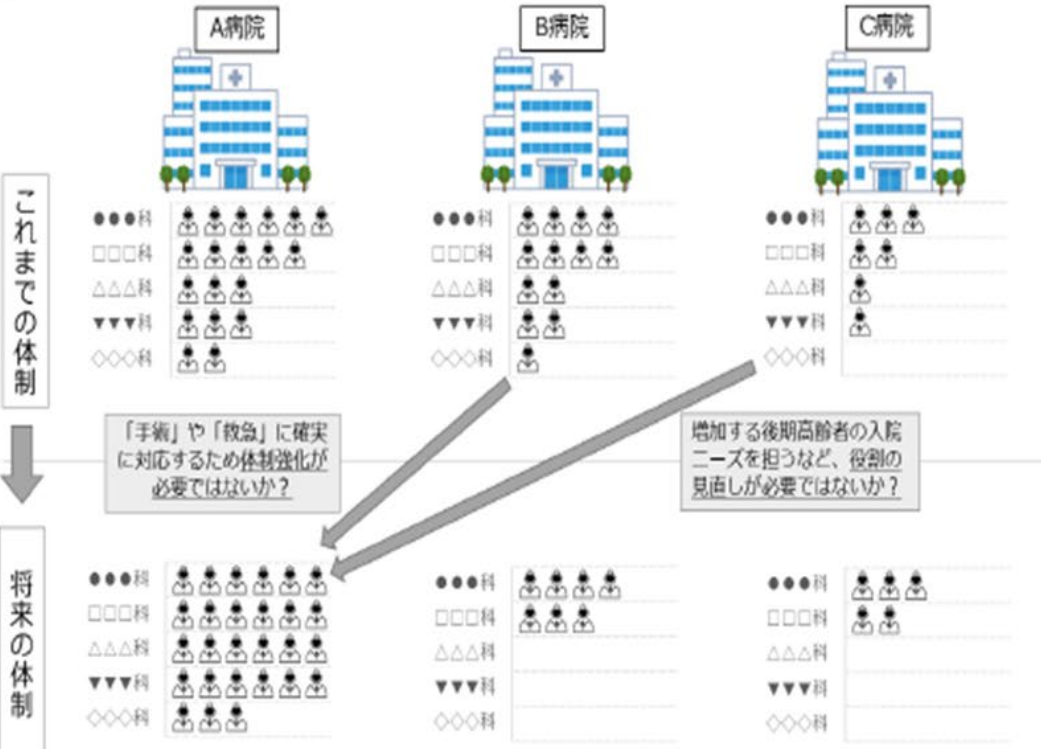 A病院
B病院
C病院
これまでの体制
●●●科
□□□科
△△△科
▼▼▼科
◇◇◇科
●●●科
□□□科
△△△科
▼▼▼科
◇◇◇科
●●●科
□□□科
△△△科
▼▼▼科
◇◇◇科
「手術」や「救急」に確実
に対応するため体制強化が
必要ではないか？
増加する後期高齢者の入院
ニーズを担うなど、役割の
見直しが必要ではないか？
将来の体制
●●●科
□□□科
△△△科
▼▼▼科
◇◇◇科
●●●科
□□□科
△△△科
▼▼▼科
◇◇◇科
●●●科
□□□科
△△△科
▼▼▼科
◇◇◇科